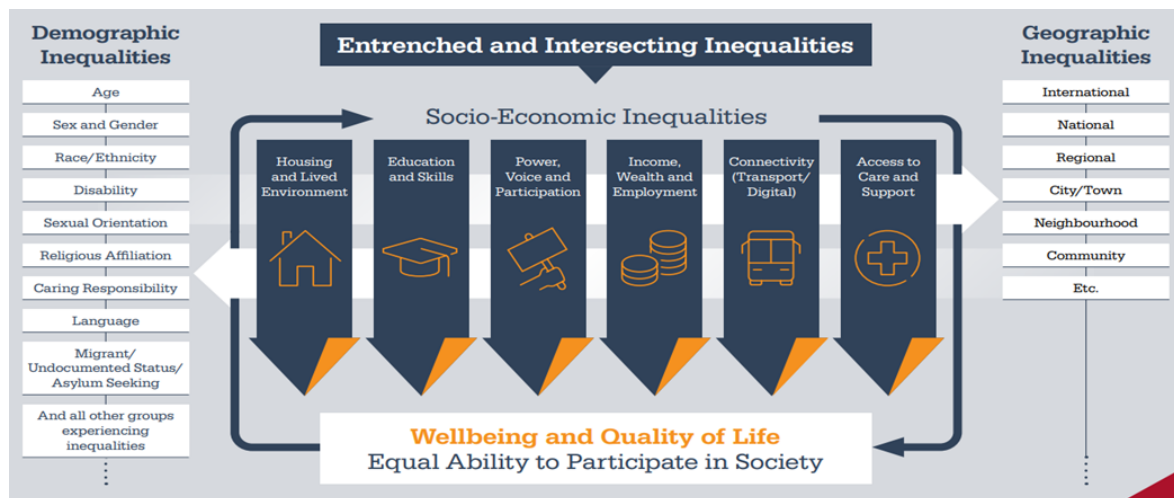 Demographic
Inequalities
Age
Sex and Gender
Race/Ethnicity
Disability
Sexual Orientation
Religious Affiliation
Caring Responsibility
Language
Migrant/
Undocumented Status/
Asylum Seeking
And all other groups
experiencing
inequalities
Entrenched and Intersecting Inequalities
Socio-Economic Inequalities
Housing
and Lived
Environment
Education
and Skills
Power,
Voice and
Participation
Income,
Wealth and
Employment
Connectivity
(Transport/
Digital)
Access to
Care and
Support
Wellbeing and Quality of Life
Equal Ability to Participate in Society
Geographic
Inequalities
International
National
Regional
City/Town
Neighbourhood
Community
Etc.